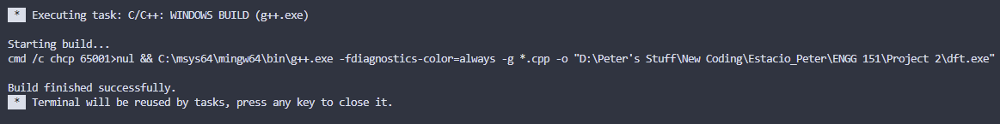 * Executing task: C/C++: WINDOWS BUILD (g++.exe)
Starting build...
cmd /c chcp 65001>nul && C:\msys64\mingw64\bin\g++.exe -fdiagnostics-color=always -g *.cpp -o "D:\Peter's Stuff\New Coding\Estacio_Peter\ENGG 151\Project 2\dft.exe"
Build finished successfully.
* Terminal will be reused by tasks, press any key to close it.